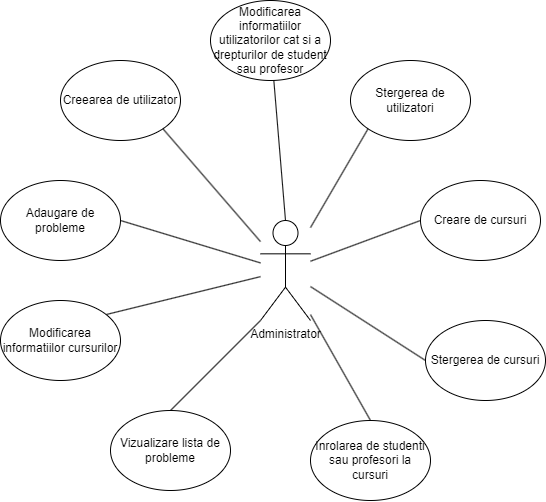 Modificarea
informatiilor
utilizatorilor cat si a
drepturilor de student
sau profesor
Creearea de utilizator
Stergerea de
utilizatori
Adaugare de
probleme
Creare de cursuri
Modificarea
informatiilor cursurilor
Administrator
Stergerea de cursuri
Vizualizare lista de
probleme
Inrolarea de studenti
sau profesori la
cursuri